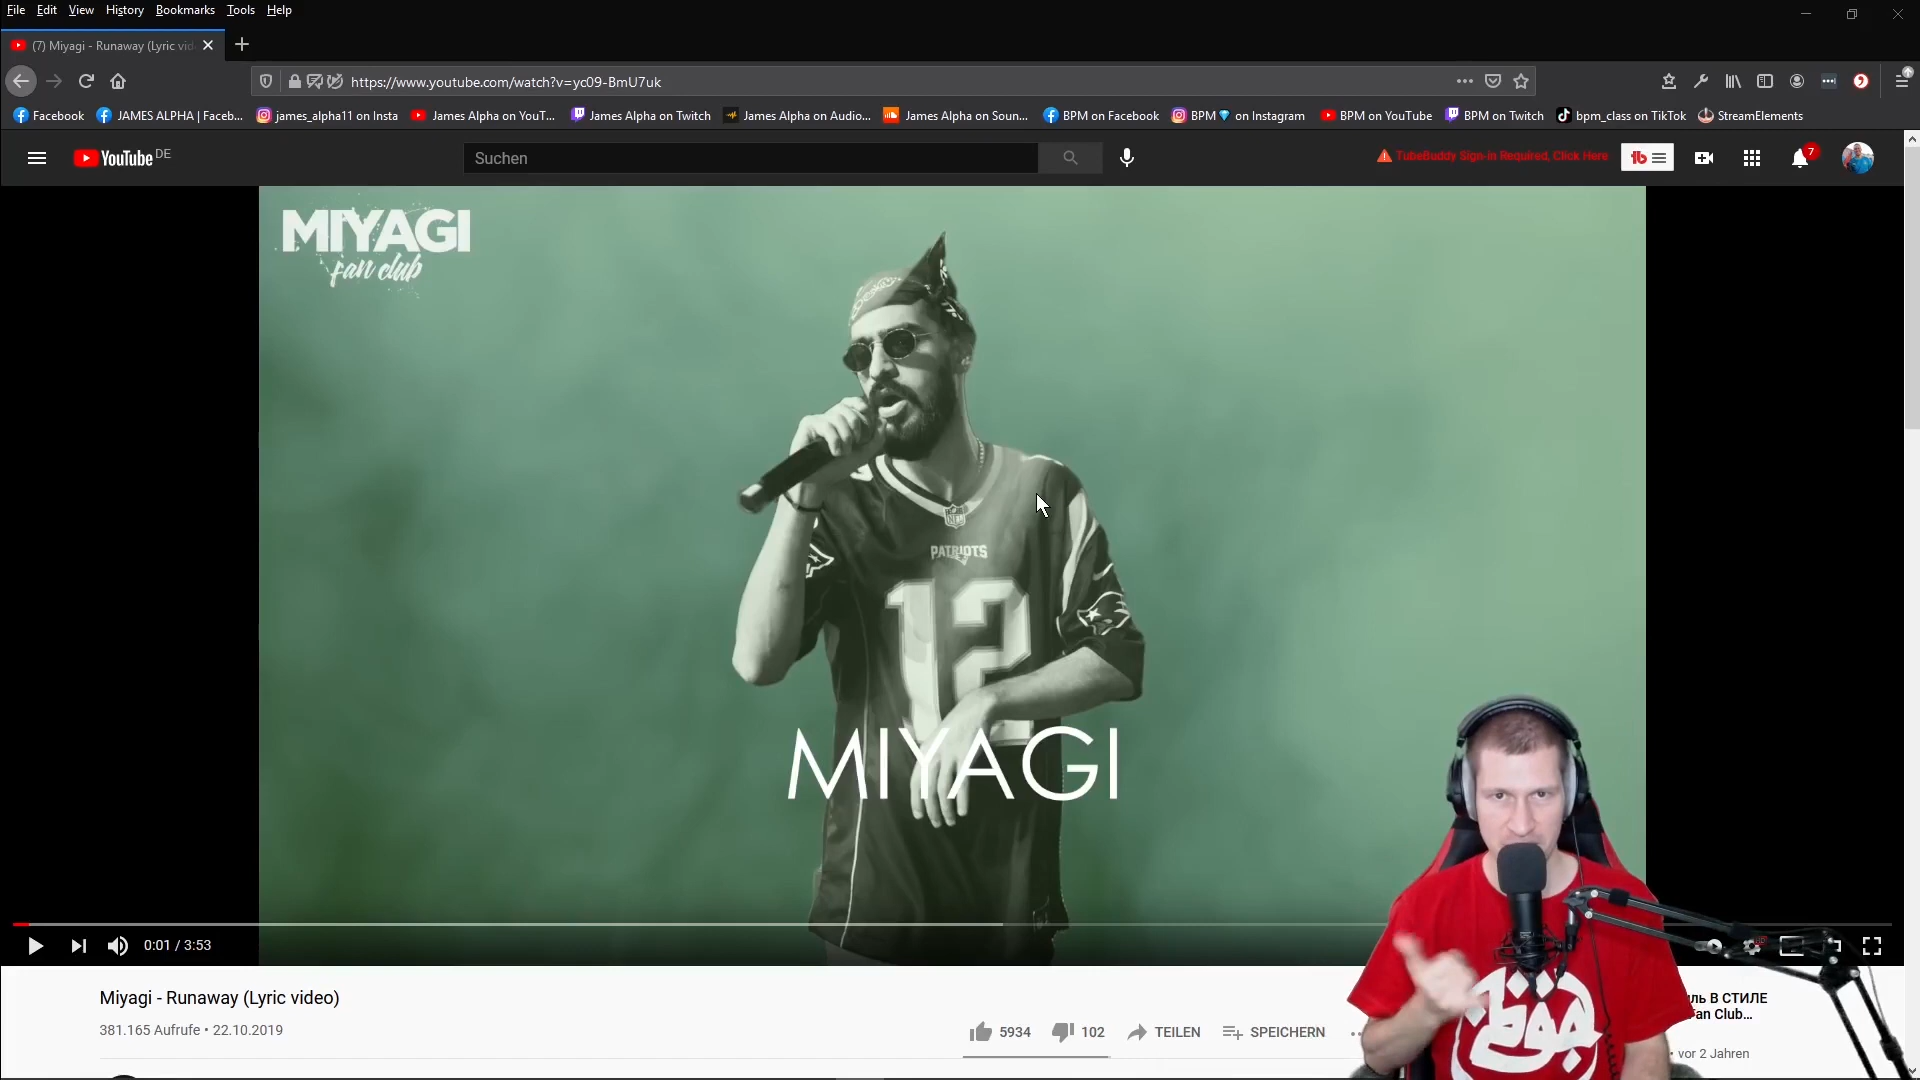 File Edit View History Bookmarks Tools Help
(7) Miyagi - Runaway (Lyric vid
https://www.youtube.com/watch?v=yc09-BmU7uk
Facebook JAMES ALPHA | Faceb... james_alpha11 on Insta James Alpha on YouT... James Alpha on Twitch James Alpha on Audio... James Alpha on Soun... BPM on Facebook BPM💎 on Instagram BPM on YouTube BPM on Twitch bpm_class on TikTok StreamElements
YouTube DE
Suchen
TubeBuddy Sign-in Required, Click Here
tb
7
MIYAGI
fan club
NFL
PATRIOTS
12
MIYAGI
0:01 / 3:53
HD
Miyagi - Runaway (Lyric video)
381.165 Aufrufe • 22.10.2019
5934 102 TEILEN SPEICHERN
ль В СТИЛЕ
Fan Club...
• vor 2 Jahren